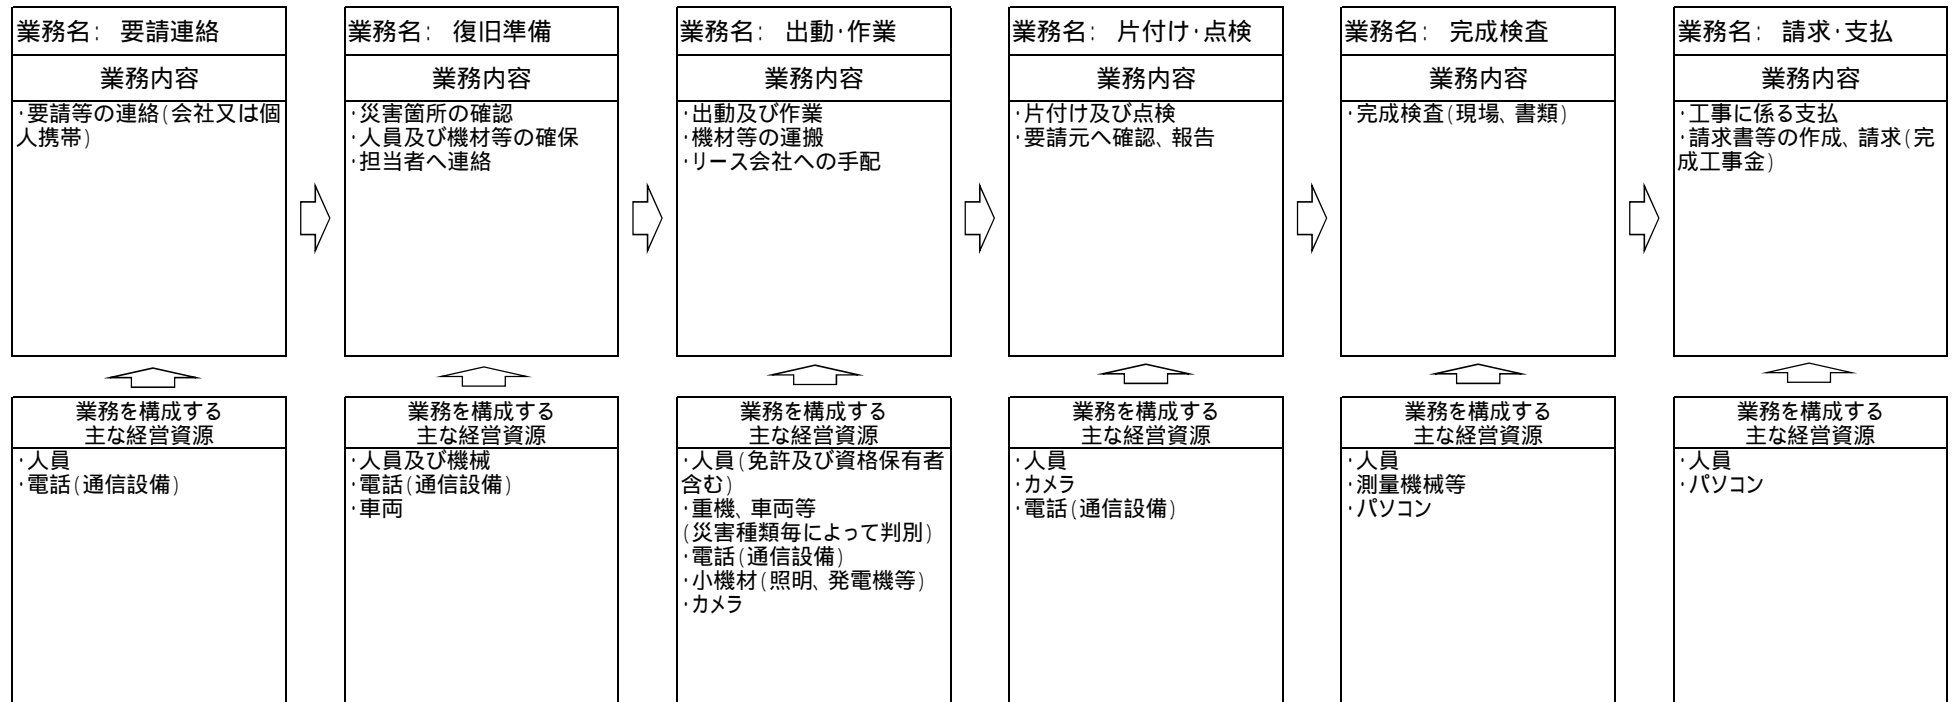 業務名: 要請連絡
業務内容
・要請等の連絡(会社又は個
人携帯)
業務名: 復旧準備
業務内容
・災害箇所の確認
・人員及び機材等の確保
・担当者へ連絡
業務名: 出動・作業
業務内容
・出動及び作業
・機材等の運搬
・リース会社への手配
業務名: 片付け・点検
業務内容
・片付け及び点検
・要請元へ確認、報告
業務名: 完成検査
業務内容
・完成検査(現場、書類)
業務名: 請求・支払
業務内容
・工事に係る支払
・請求書等の作成、請求(完
成工事金)
業務を構成する
主な経営資源
・人員
・電話(通信設備)
業務を構成する
主な経営資源
・人員及び機械
・電話(通信設備)
・車両
業務を構成する
主な経営資源
・人員(免許及び資格保有者
含む)
・重機、車両等
(災害種類毎によって判別)
・電話(通信設備)
・小機材(照明、発電機等)
・カメラ
業務を構成する
主な経営資源
・人員
・カメラ
・電話(通信設備)
業務を構成する
主な経営資源
・人員
・測量機械等
・パソコン
業務を構成する
主な経営資源
・人員
・パソコン